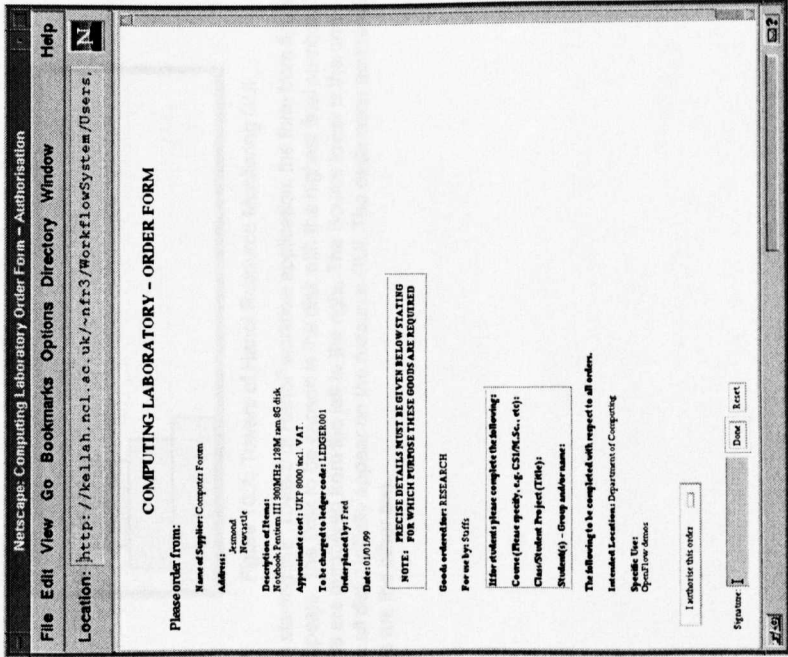 Netscape: Computing Laboratory Order Form – Authorisation
File Edit View Go Bookmarks Options Directory Window Help
Location: http://kellah.ncl.ac.uk/~nfr3/WorkflowSystem/Users,
N
COMPUTING LABORATORY – ORDER FORM
Please order from:
Name of Supplier: Computer Forum
Address:
Jesmond
Newcastle
Description of Items:
Notebook Pentium III 300MHz 128M ram 8G disk
Approximate cost: UKP 8000 incl. VAT.
To be charged to ledger code: LEDGER001
Order placed by: Fred
Date: 01/01/99
NOTE: PRECISE DETAILS MUST BE GIVEN BELOW STATING
FOR WHICH PURPOSE THESE GOODS ARE REQUIRED
Goods ordered for: RESEARCH
For use by: Staffs
If for students please complete the following:
Course (Please specify, e.g. CS1/M.Sc., etc):
Class/Student Project (Title):
Student(s) – Group and/or name:
The following to be completed with respect to all orders.
Intended Location: Department of Computing
Specific Use:
OpenFlow demos
I authorise this order
Signature: Done Reset
?